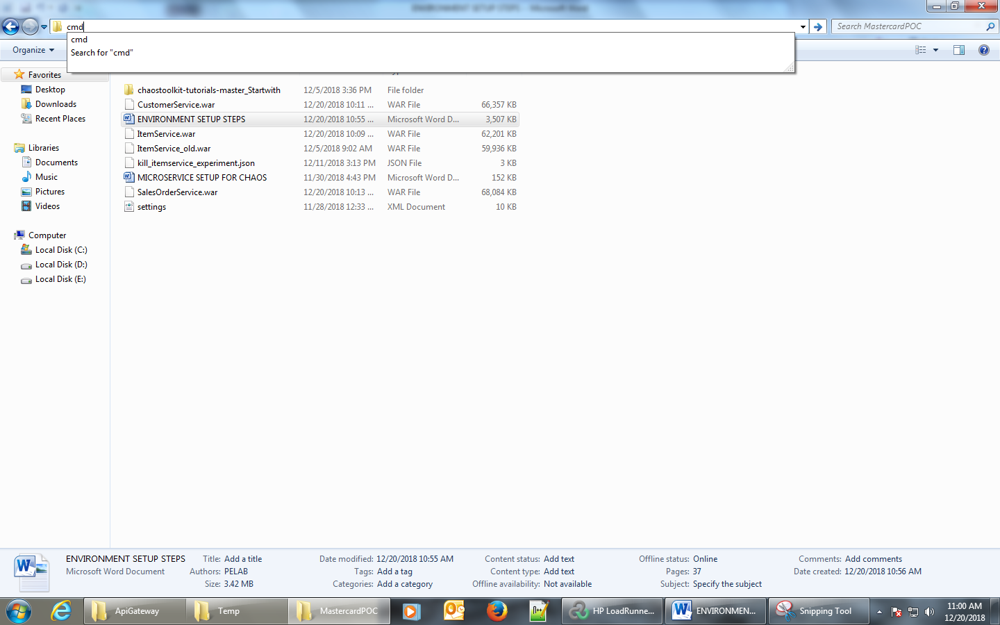 ENVIRONMENT SETUP STEPS - Microsoft Word
cmd
Search MastercardPOC
cmd
Search for "cmd"
Organize
Favorites
Desktop
Downloads
Recent Places
Libraries
Documents
Music
Pictures
Videos
Computer
Local Disk (C:)
Local Disk (D:)
Local Disk (E:)
chaostoolkit-tutorials-master_Startwith 12/5/2018 3:36 PM File folder
CustomerService.war 12/20/2018 10:11 ... WAR File 66,357 KB
ENVIRONMENT SETUP STEPS 12/20/2018 10:55 ... Microsoft Word D... 3,507 KB
ItemService.war 12/20/2018 10:09 ... WAR File 62,201 KB
ItemService_old.war 12/5/2018 9:02 AM WAR File 59,936 KB
kill_itemservice_experiment.json 12/11/2018 3:13 PM JSON File 3 KB
MICROSERVICE SETUP FOR CHAOS 11/30/2018 4:43 PM Microsoft Word D... 152 KB
SalesOrderService.war 12/20/2018 10:13 ... WAR File 68,084 KB
settings 11/28/2018 12:33 ... XML Document 10 KB
ENVIRONMENT SETUP STEPS Title: Add a title Date modified: 12/20/2018 10:55 AM Content status: Add text Offline status: Online Comments: Add comments
Microsoft Word Document Authors: PELAB Tags: Add a tag Content type: Add text Pages: 37 Date created: 12/20/2018 10:56 AM
Size: 3.42 MB Categories: Add a category Offline availability: Not available Subject: Specify the subject
ApiGateway Temp MastercardPOC HP LoadRunne... ENVIRONMEN... Snipping Tool 11:00 AM
12/20/2018